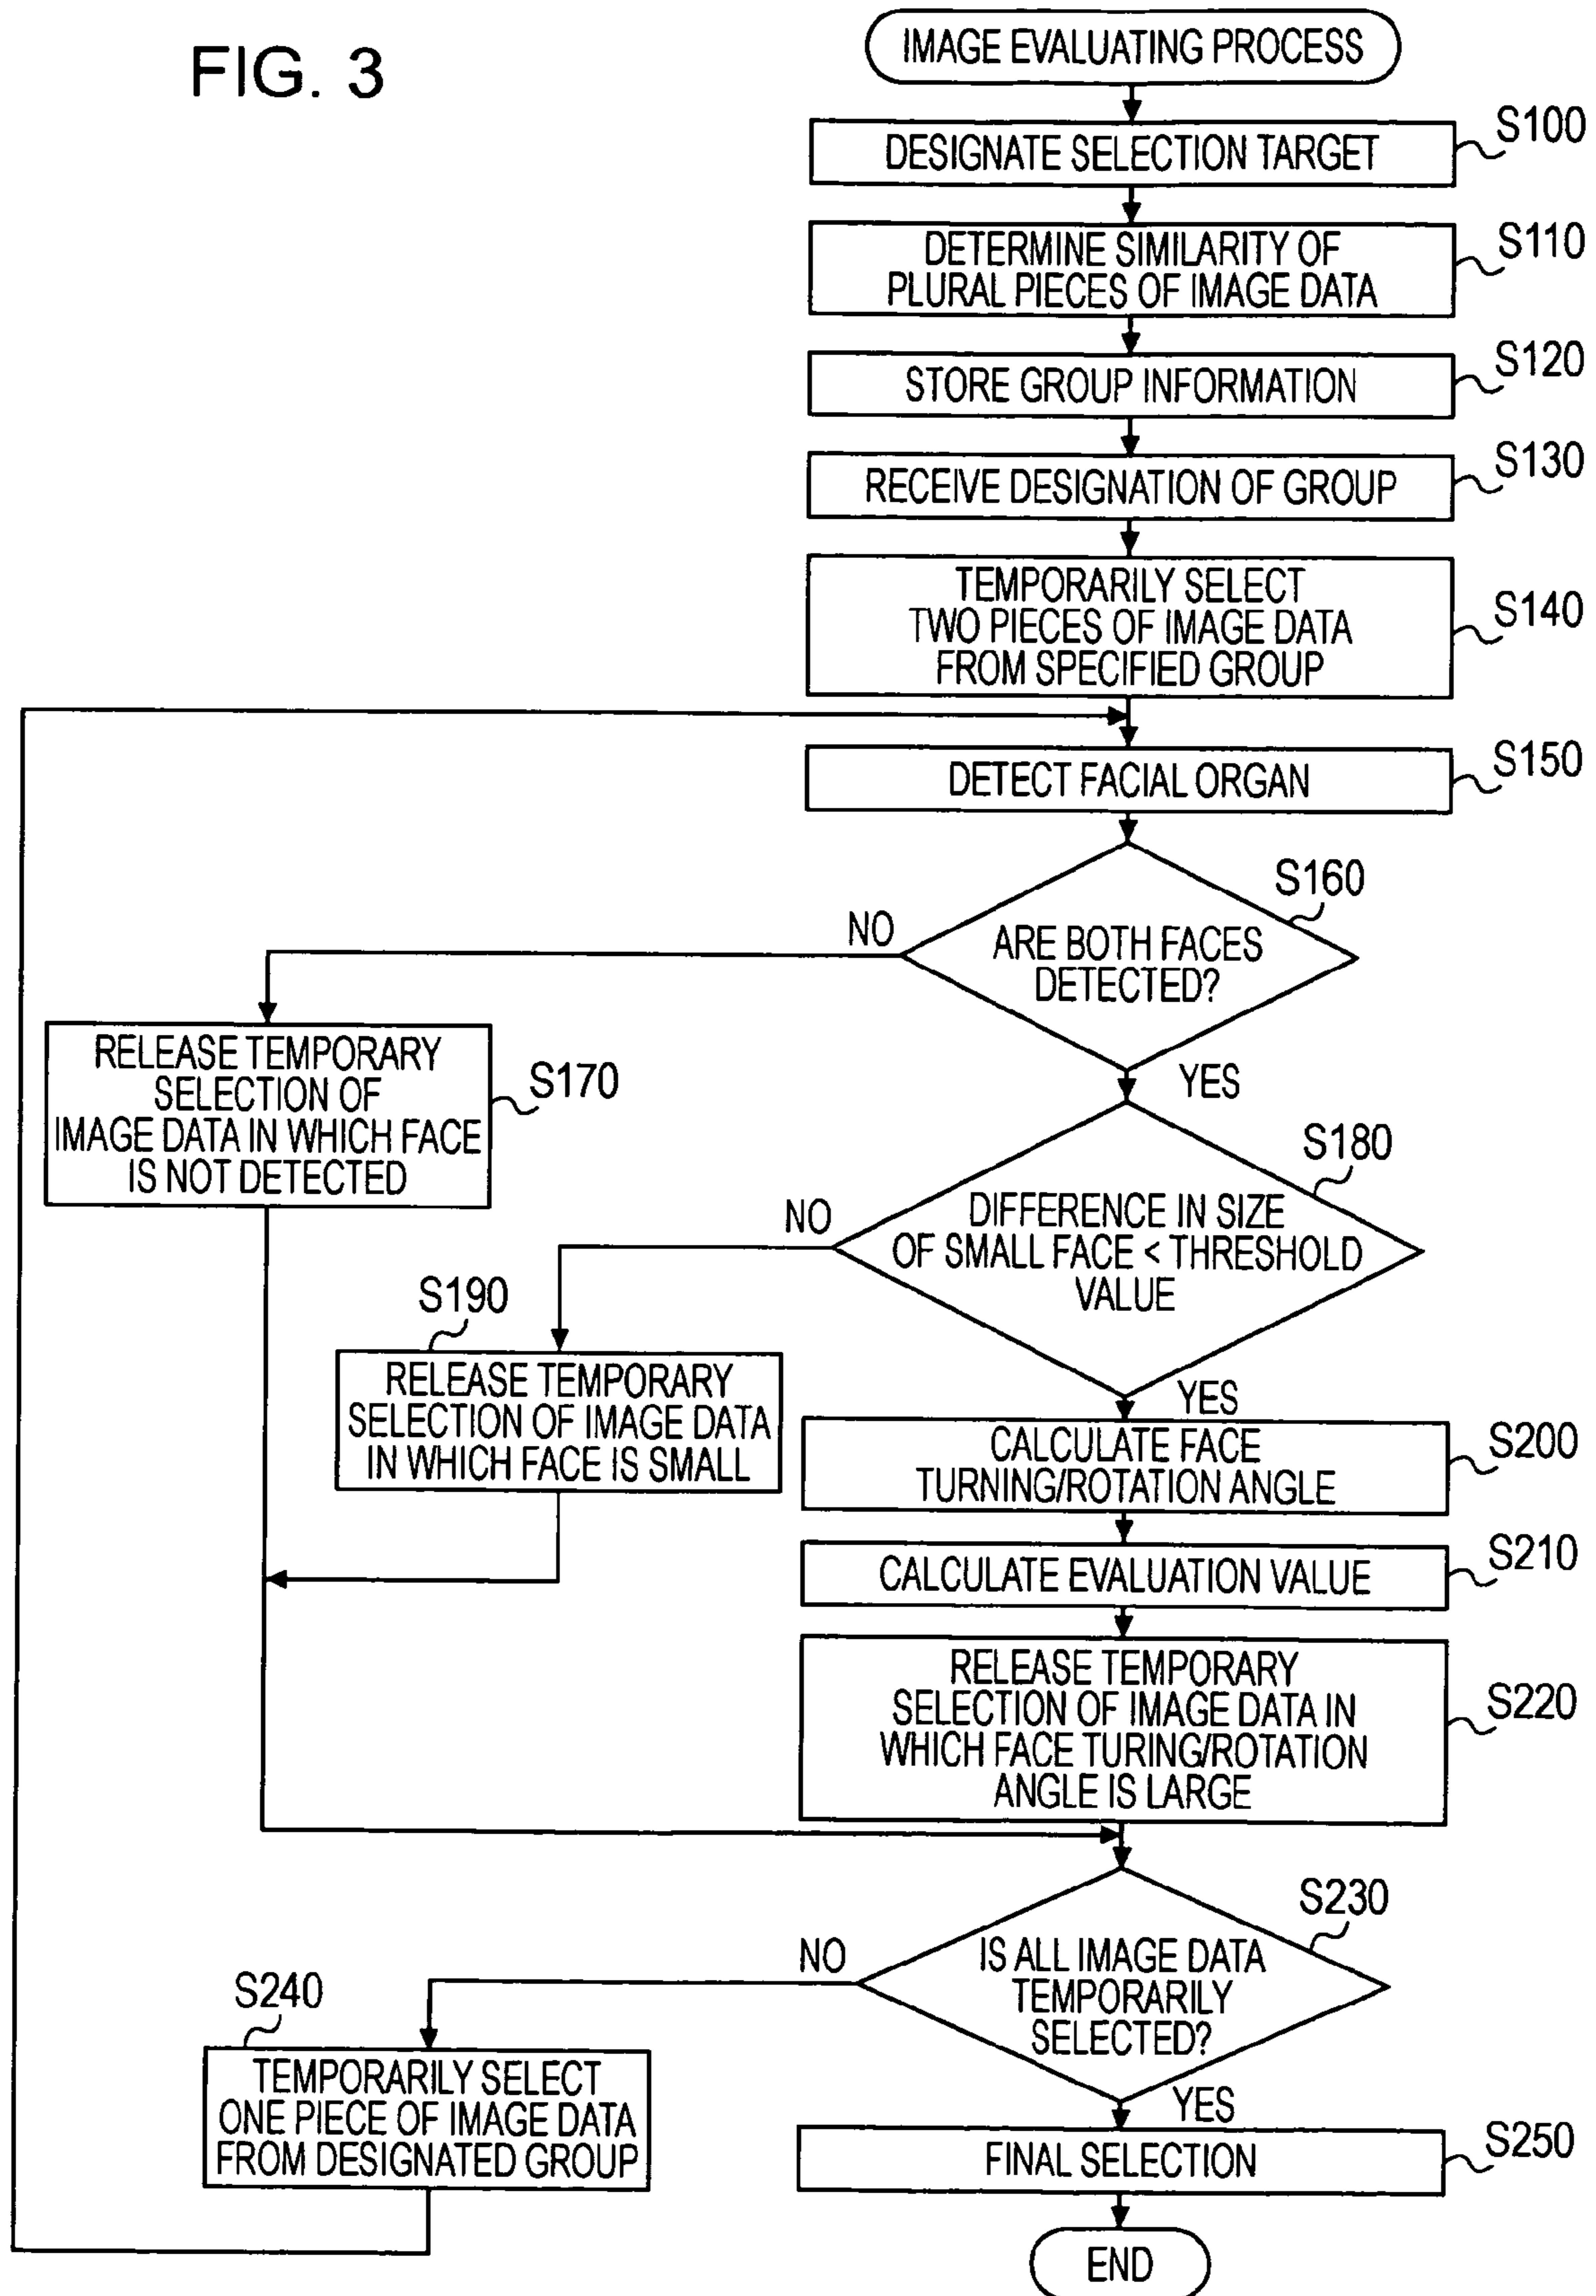 FIG. 3
IMAGE EVALUATING PROCESS
S100
DESIGNATE SELECTION TARGET
S110
DETERMINE SIMILARITY OF
PLURAL PIECES OF IMAGE DATA
S120
STORE GROUP INFORMATION
S130
RECEIVE DESIGNATION OF GROUP
S140
TEMPORARILY SELECT
TWO PIECES OF IMAGE DATA
FROM SPECIFIED GROUP
S150
DETECT FACIAL ORGAN
S160
NO
ARE BOTH FACES
DETECTED?
YES
S170
RELEASE TEMPORARY
SELECTION OF
IMAGE DATA IN WHICH FACE
IS NOT DETECTED
S180
NO
DIFFERENCE IN SIZE
OF SMALL FACE < THRESHOLD
VALUE
YES
S190
RELEASE TEMPORARY
SELECTION OF IMAGE DATA
IN WHICH FACE IS SMALL
S200
CALCULATE FACE
TURNING/ROTATION ANGLE
S210
CALCULATE EVALUATION VALUE
S220
RELEASE TEMPORARY
SELECTION OF IMAGE DATA IN
WHICH FACE TURING/ROTATION
ANGLE IS LARGE
S230
NO
IS ALL IMAGE DATA
TEMPORARILY
SELECTED?
YES
S240
TEMPORARILY SELECT
ONE PIECE OF IMAGE DATA
FROM DESIGNATED GROUP
S250
FINAL SELECTION
END